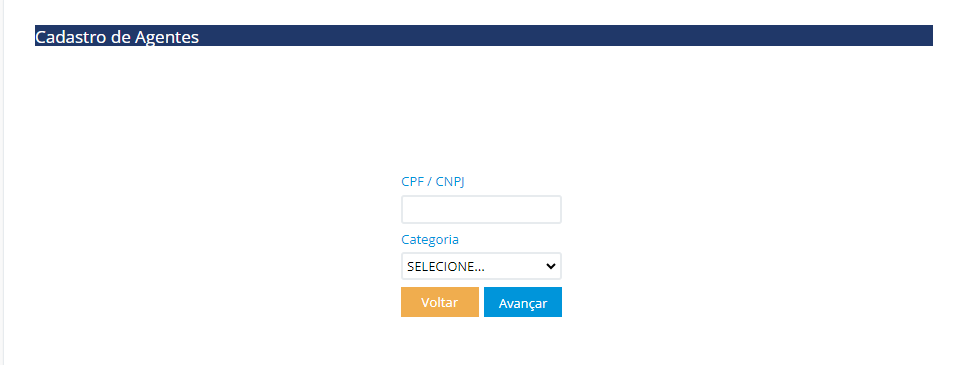 Cadastro de Agentes
CPF / CNPJ
Categoria
SELECIONE...
Voltar Avançar